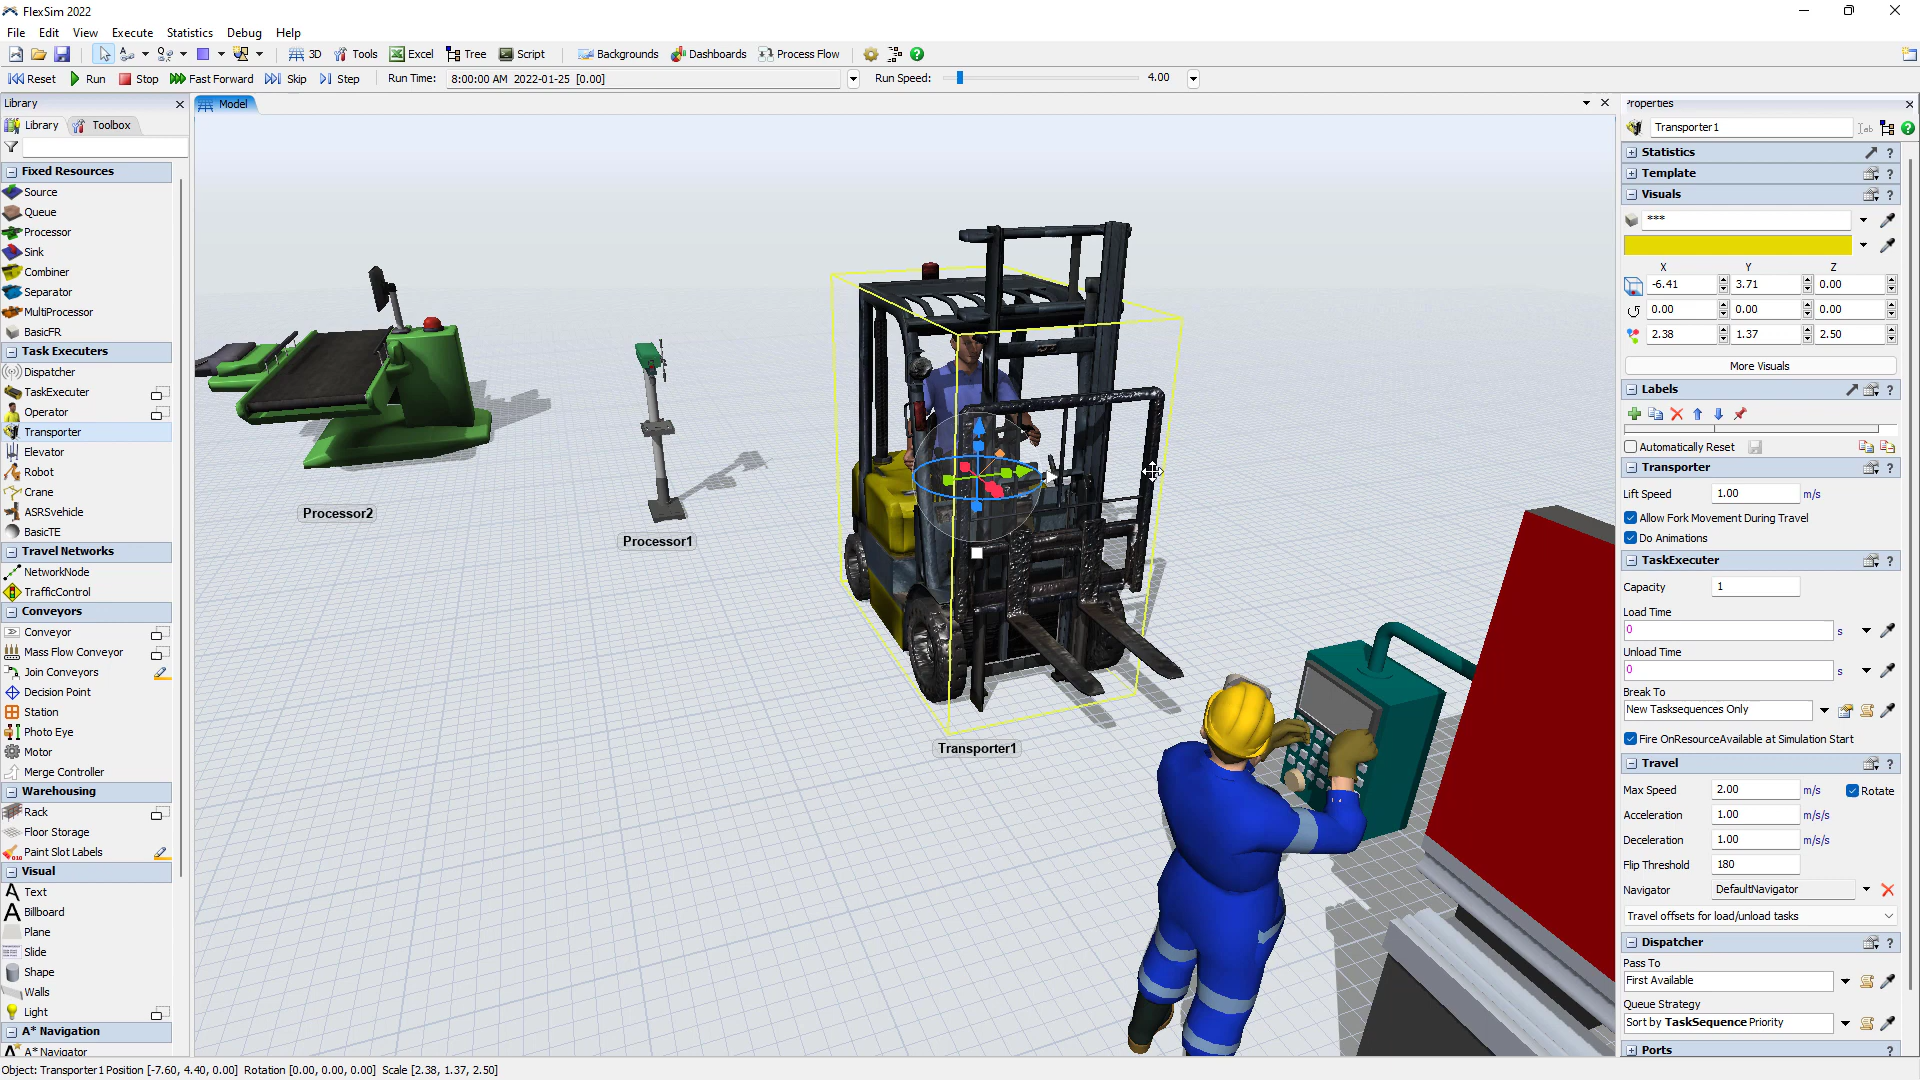 FlexSim 2022
File Edit View Execute Statistics Debug Help
3D Tools Excel Tree Script Backgrounds Dashboards Process Flow
Reset Run Stop Fast Forward Skip Step Run Time: 8:00:00 AM 2022-01-25 [0.00] Run Speed: 4.00
Library
Library Toolbox
Fixed Resources
Source
Queue
Processor
Sink
Combiner
Separator
MultiProcessor
BasicFR
Task Executers
Dispatcher
TaskExecuter
Operator
Transporter
Elevator
Robot
Crane
ASRSvehicle
BasicTE
Travel Networks
NetworkNode
TrafficControl
Conveyors
Conveyor
Mass Flow Conveyor
Join Conveyors
Decision Point
Station
Photo Eye
Motor
Merge Controller
Warehousing
Rack
Floor Storage
Paint Slot Labels
Visual
Text
Billboard
Plane
Slide
Shape
Walls
Light
A* Navigation
A* Navigator
Model
Processor2
Processor1
Transporter1
Properties
Transporter1
Statistics
Template
Visuals
***
X Y Z
-6.41 3.71 0.00
0.00 0.00 0.00
2.38 1.37 2.50
More Visuals
Labels
Automatically Reset
Transporter
Lift Speed 1.00 m/s
Allow Fork Movement During Travel
Do Animations
TaskExecuter
Capacity 1
Load Time
0 s
Unload Time
0 s
Break To
New Tasksequences Only
Fire OnResourceAvailable at Simulation Start
Travel
Max Speed 2.00 m/s Rotate
Acceleration 1.00 m/s/s
Deceleration 1.00 m/s/s
Flip Threshold 180
Navigator DefaultNavigator
Travel offsets for load/unload tasks
Dispatcher
Pass To
First Available
Queue Strategy
Sort by TaskSequence Priority
Ports
Object: Transporter1 Position [-7.60, 4.40, 0.00] Rotation [0.00, 0.00, 0.00] Scale [2.38, 1.37, 2.50]